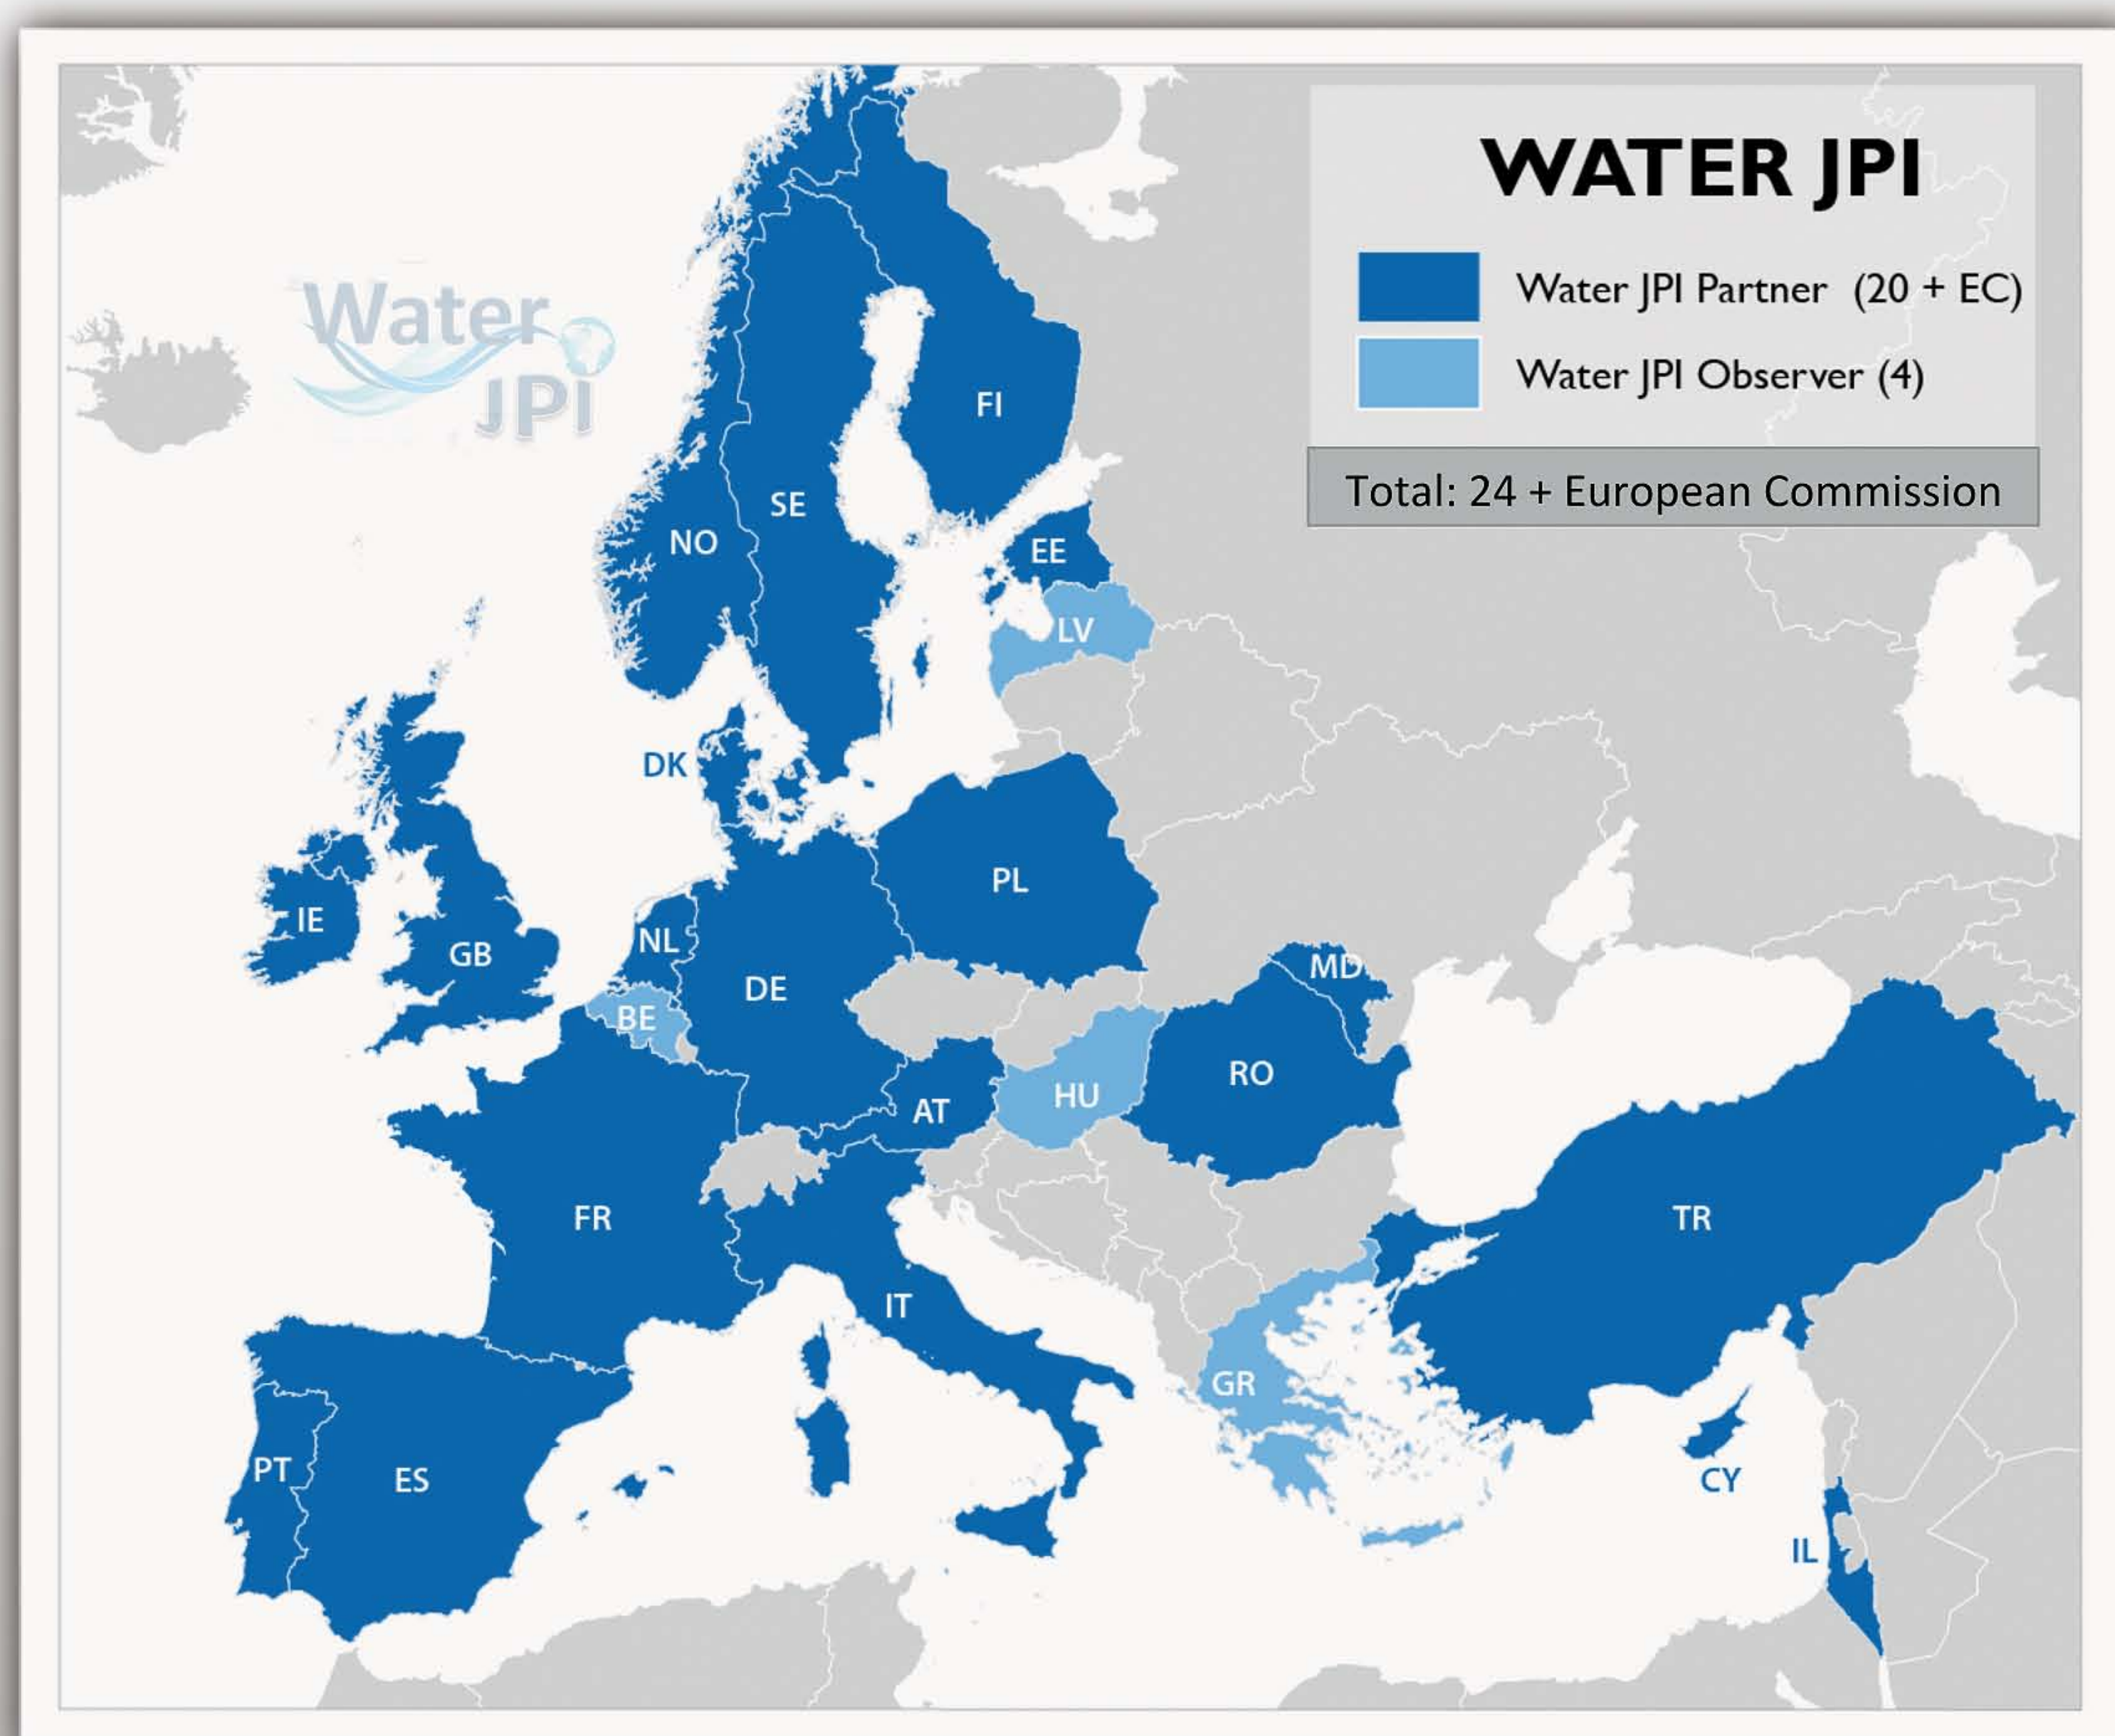 WATER JPI
Water JPI Partner (20 + EC)
Water JPI Observer (4)
Total: 24 + European Commission
Water
JPi
FI
SE
NO
EE
LV
DK
PL
IE
GB
NL
BE
DE
MD
RO
HU
AT
FR
TR
IT
GR
PT
ES
CY
IL